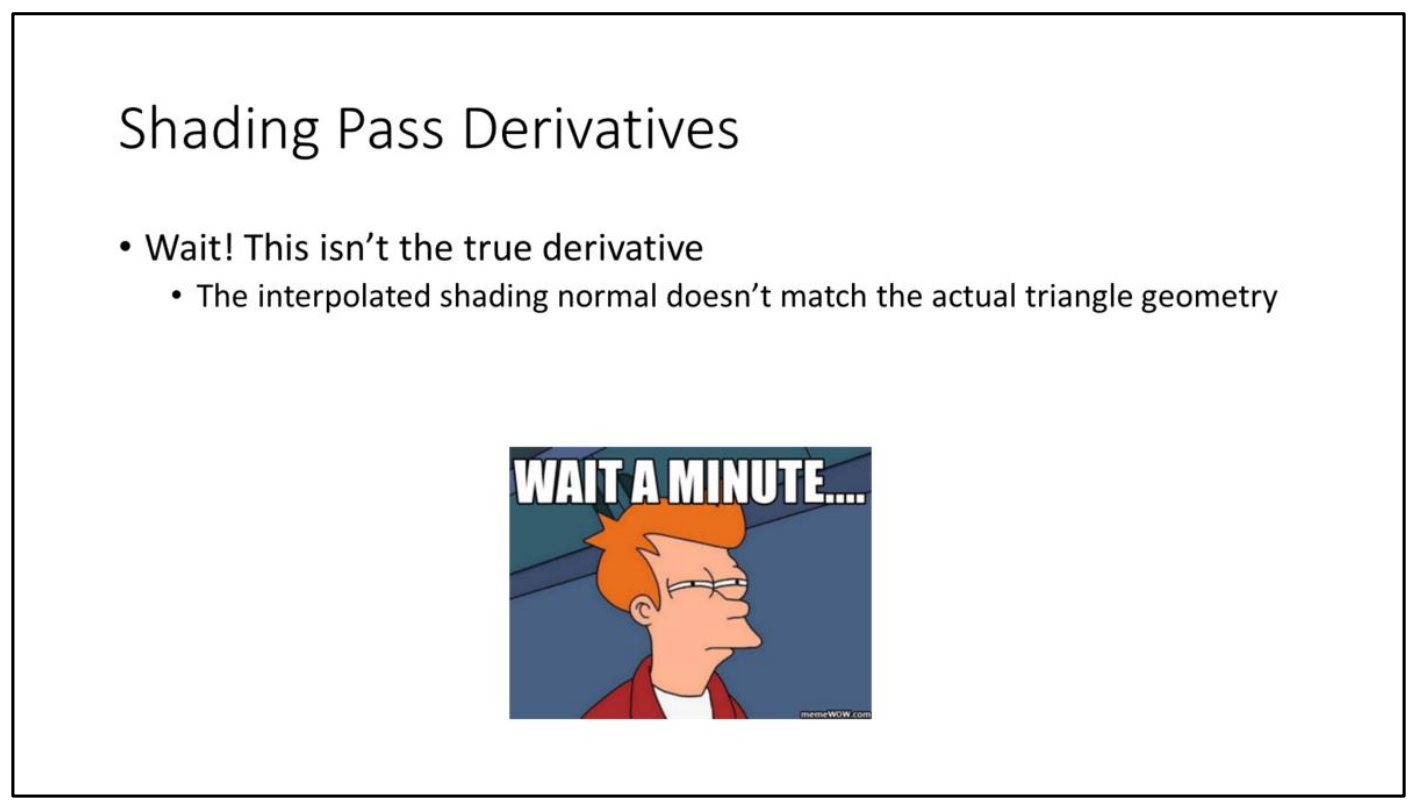 Shading Pass Derivatives
• Wait! This isn’t the true derivative
• The interpolated shading normal doesn’t match the actual triangle geometry
WAIT A MINUTE....
memeWOW.com